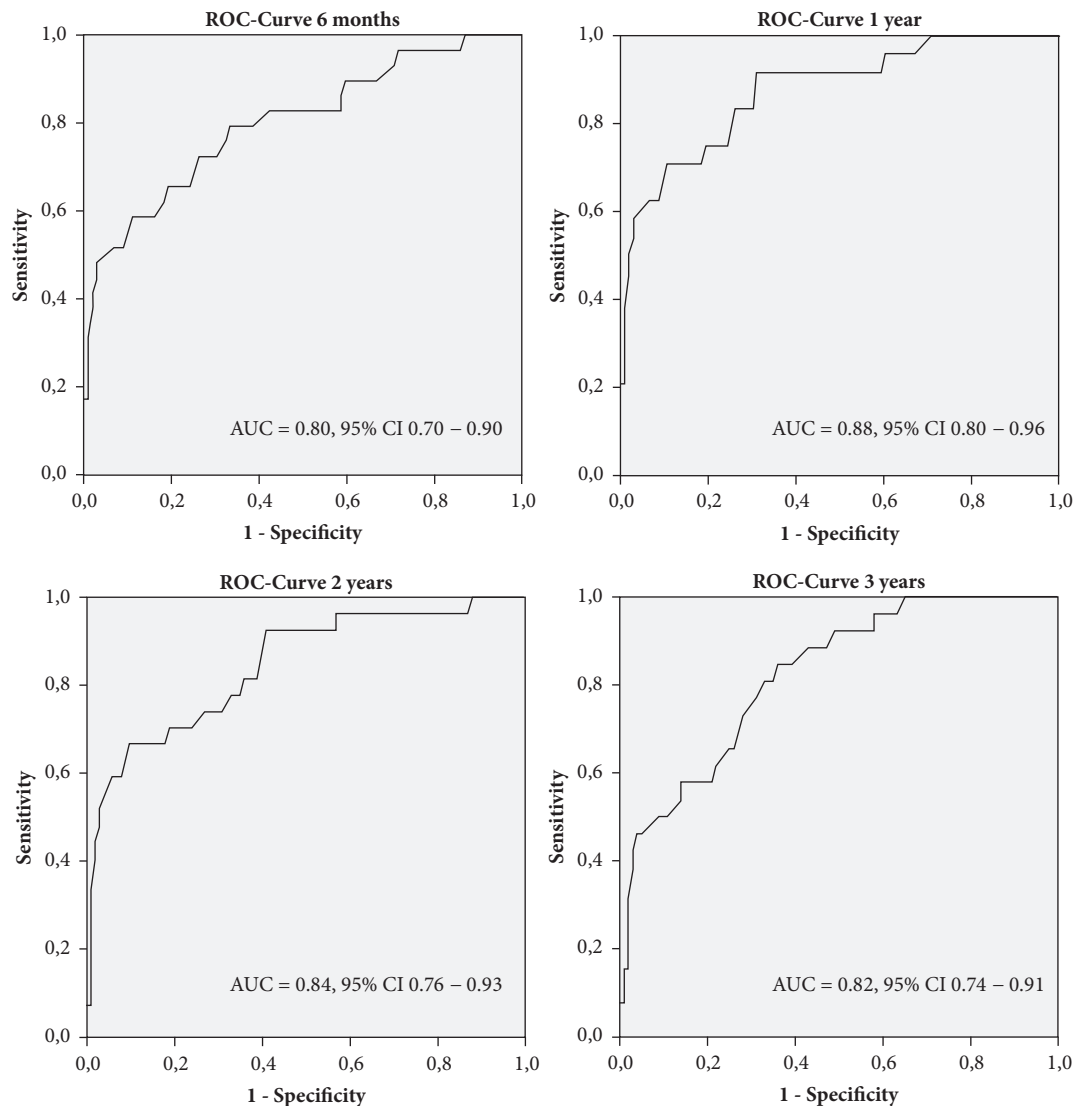 ROC-Curve 6 months
1,0
0,8
0,6
0,4
0,2
0,0
Sensitivity
AUC = 0.80, 95% CI 0.70 – 0.90
0,0 0,2 0,4 0,6 0,8 1,0
1 - Specificity
ROC-Curve 1 year
1,0
0,8
0,6
0,4
0,2
0,0
Sensitivity
AUC = 0.88, 95% CI 0.80 – 0.96
0,0 0,2 0,4 0,6 0,8 1,0
1 - Specificity
ROC-Curve 2 years
1,0
0,8
0,6
0,4
0,2
0,0
Sensitivity
AUC = 0.84, 95% CI 0.76 – 0.93
0,0 0,2 0,4 0,6 0,8 1,0
1 - Specificity
ROC-Curve 3 years
1,0
0,8
0,6
0,4
0,2
0,0
Sensitivity
AUC = 0.82, 95% CI 0.74 – 0.91
0,0 0,2 0,4 0,6 0,8 1,0
1 - Specificity